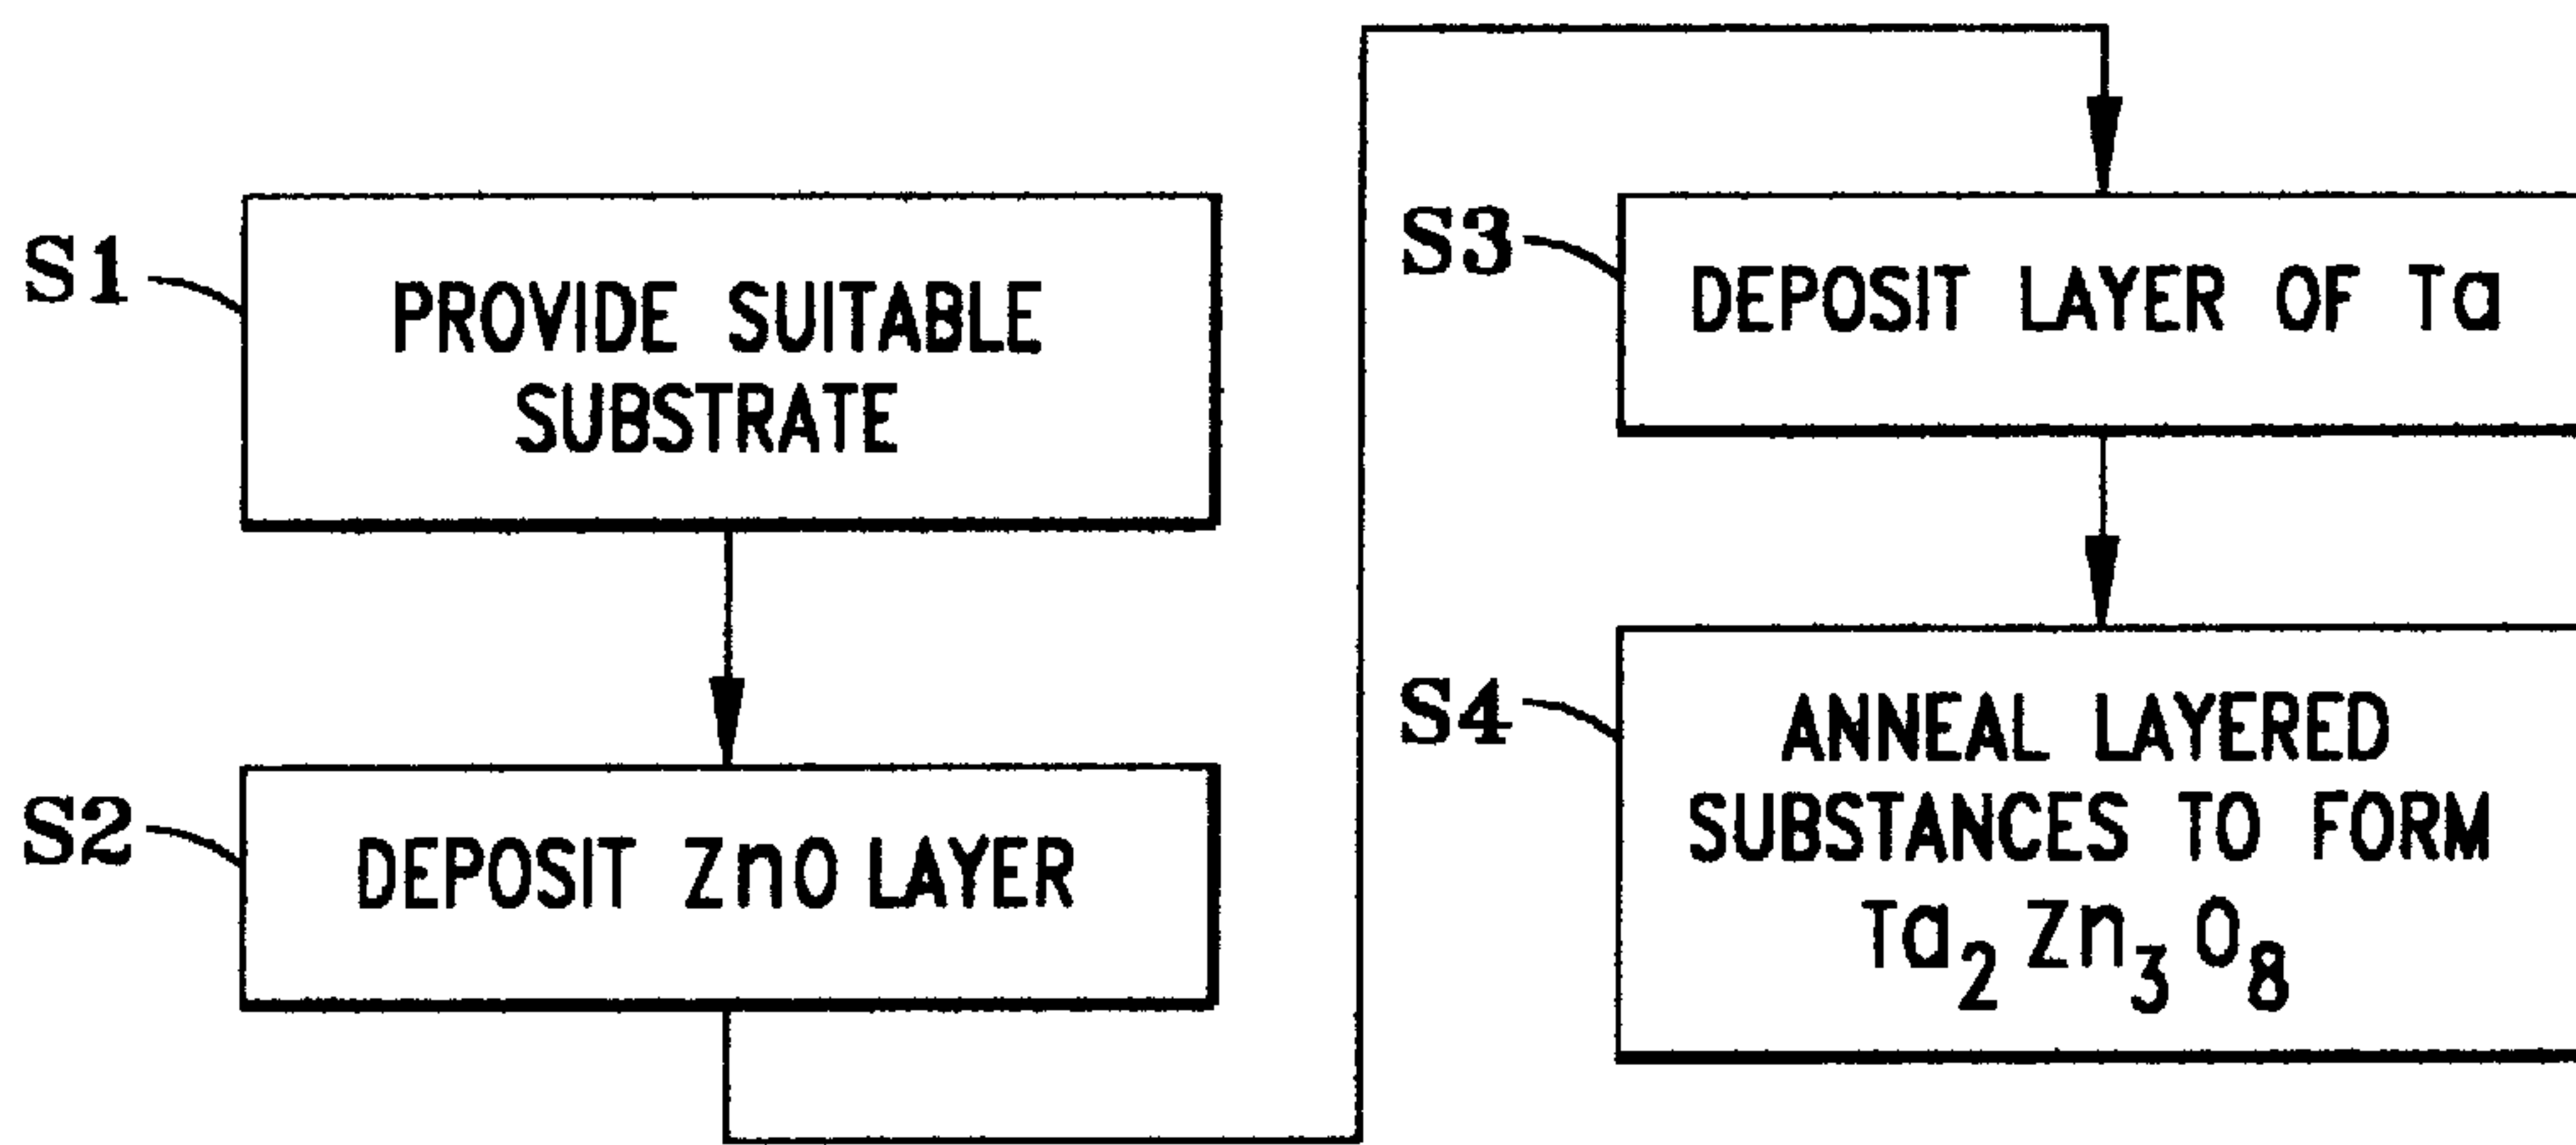 S1
PROVIDE SUITABLE
SUBSTRATE
S2
DEPOSIT ZnO LAYER
S3
DEPOSIT LAYER OF Ta
S4
ANNEAL LAYERED
SUBSTANCES TO FORM
Ta₂ Zn₃ O₈